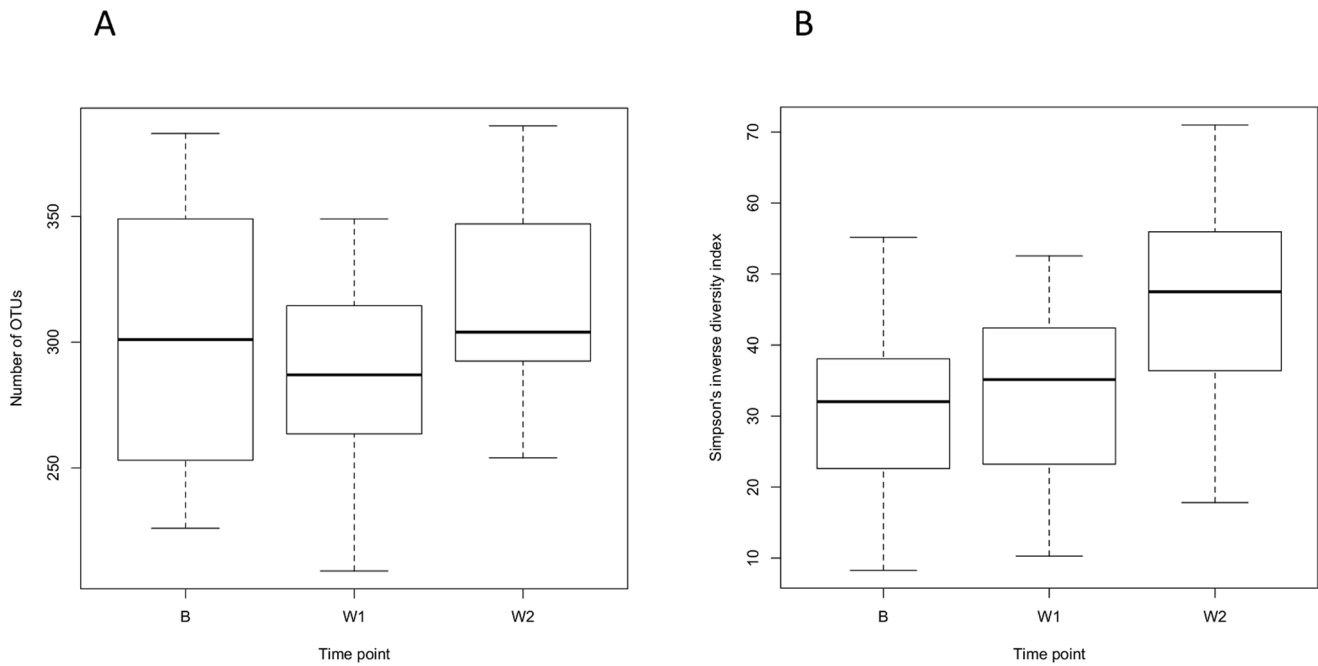 A
Number of OTUs
350
300
250
B
W1
W2
Time point
B
Simpson's inverse diversity index
70
60
50
40
30
20
10
B
W1
W2
Time point